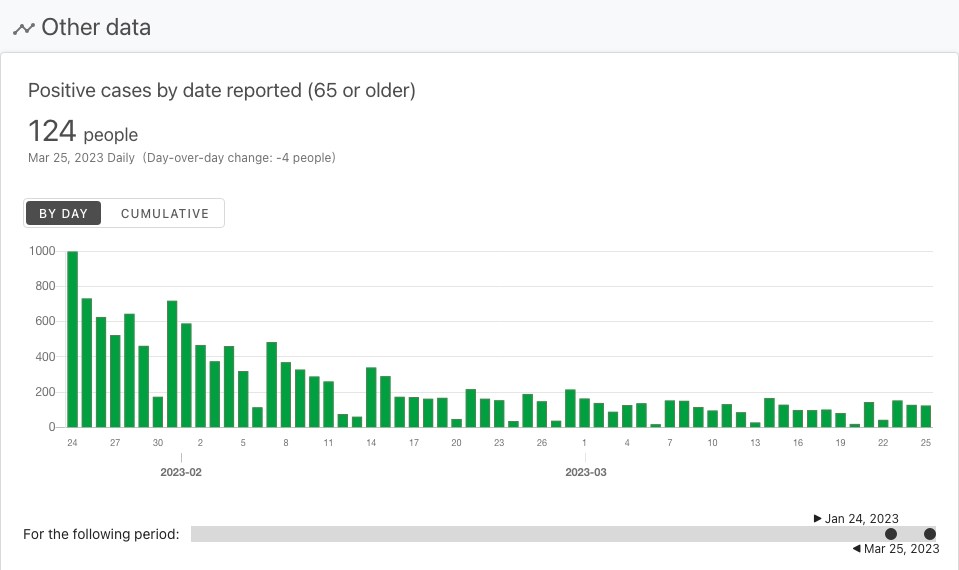 Other data
Positive cases by date reported (65 or older)
124 people
Mar 25, 2023 Daily (Day-over-day change: -4 people)
BY DAY CUMULATIVE
1000
800
600
400
200
0
24 27 30 2 5 8 11 14 17 20 23 26 1 4 7 10 13 16 19 22 25
2023-02 2023-03
Jan 24, 2023
For the following period:
Mar 25, 2023